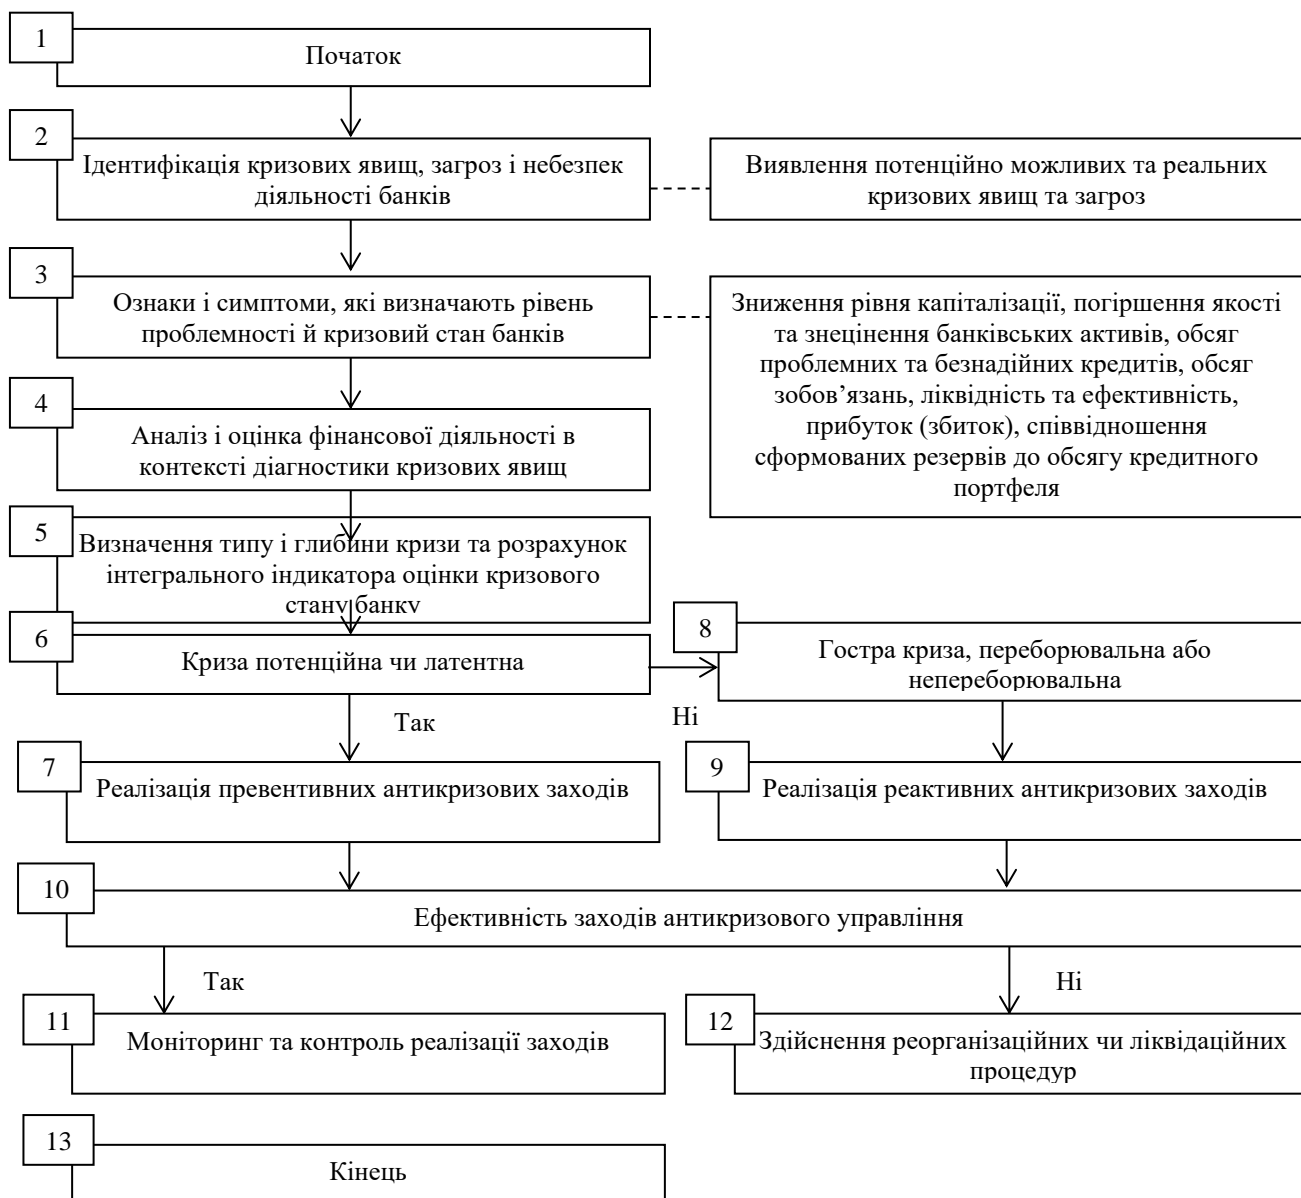 1
Початок
2
Ідентифікація кризових явищ, загроз і небезпек
діяльності банків
Виявлення потенційно можливих та реальних
кризових явищ та загроз
3
Ознаки і симптоми, які визначають рівень
проблемності й кризовий стан банків
Зниження рівня капіталізації, погіршення якості
та знецінення банківських активів, обсяг
проблемних та безнадійних кредитів, обсяг
зобов’язань, ліквідність та ефективність,
прибуток (збиток), співвідношення
сформованих резервів до обсягу кредитного
портфеля
4
Аналіз і оцінка фінансової діяльності в
контексті діагностики кризових явищ
5
Визначення типу і глибини кризи та розрахунок
інтегрального індикатора оцінки кризового
стану банку
6
Криза потенційна чи латентна
8
Гостра криза, переборювальна або
непереборювальна
Так
Ні
7
Реалізація превентивних антикризових заходів
9
Реалізація реактивних антикризових заходів
10
Ефективність заходів антикризового управління
Так
Ні
11
Моніторинг та контроль реалізації заходів
12
Здійснення реорганізаційних чи ліквідаційних
процедур
13
Кінець